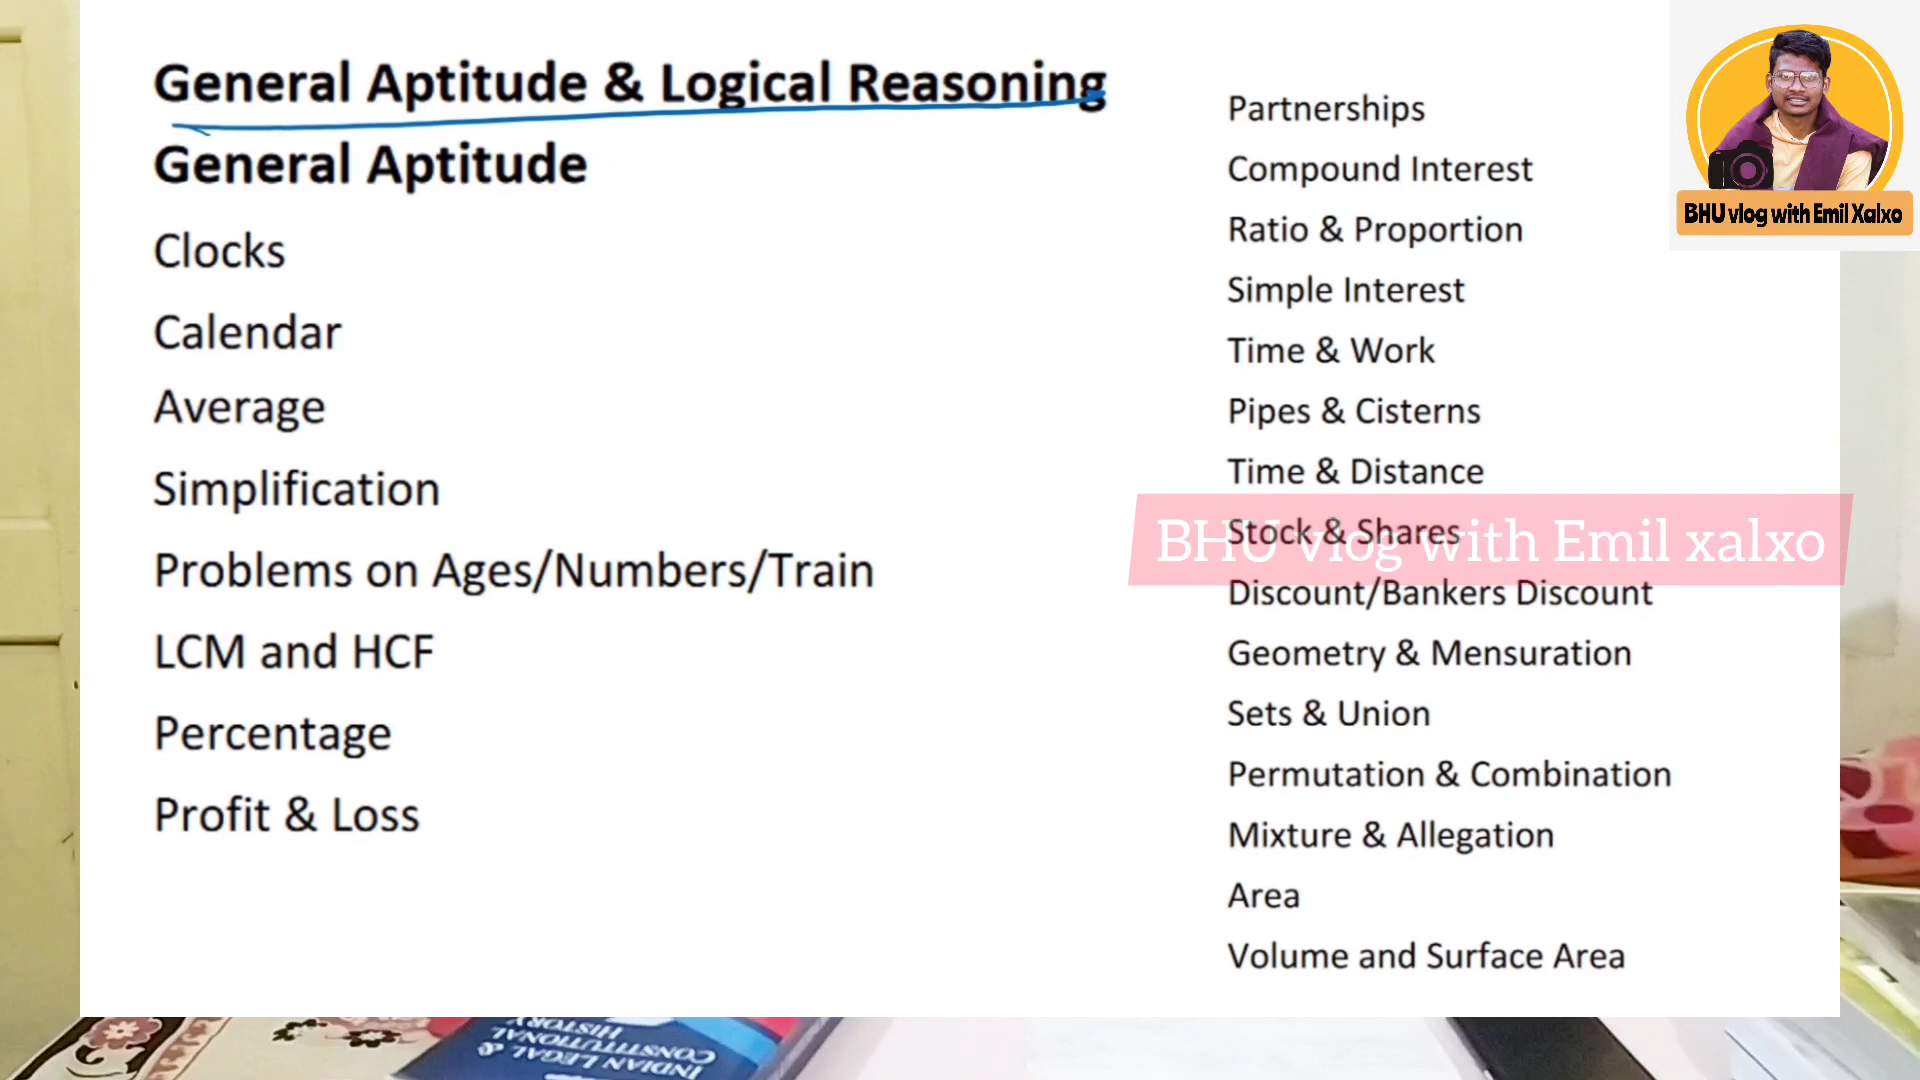 General Aptitude & Logical Reasoning
General Aptitude
Clocks
Calendar
Average
Simplification
Problems on Ages/Numbers/Train
LCM and HCF
Percentage
Profit & Loss
Partnerships
Compound Interest
Ratio & Proportion
Simple Interest
Time & Work
Pipes & Cisterns
Time & Distance
Stock & Shares
BHU vlog with Emil xalxo
Discount/Bankers Discount
Geometry & Mensuration
Sets & Union
Permutation & Combination
Mixture & Allegation
Area
Volume and Surface Area
BHU vlog with Emil Xalxo
INDIAN LEGAL &
CONSTITUTIONAL
HISTORY